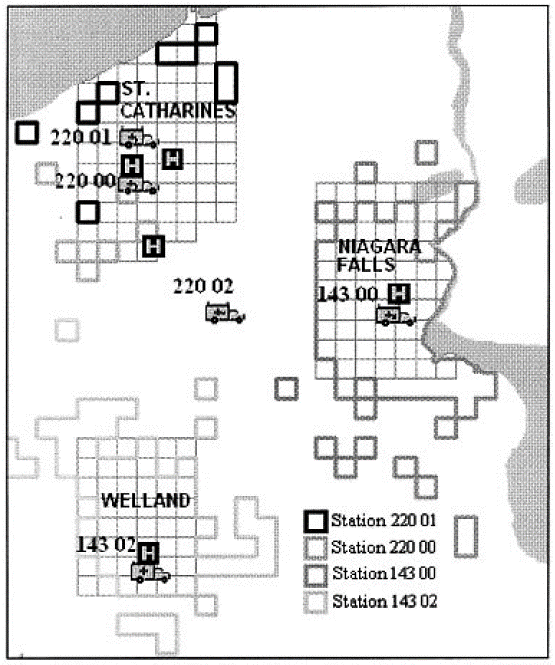 ST.
CATHARINES
220 01
H
H
220 00
H
220 02
NIAGARA
FALLS
143 00
H
WELLAND
143 02
H
Station 220 01
Station 220 00
Station 143 00
Station 143 02